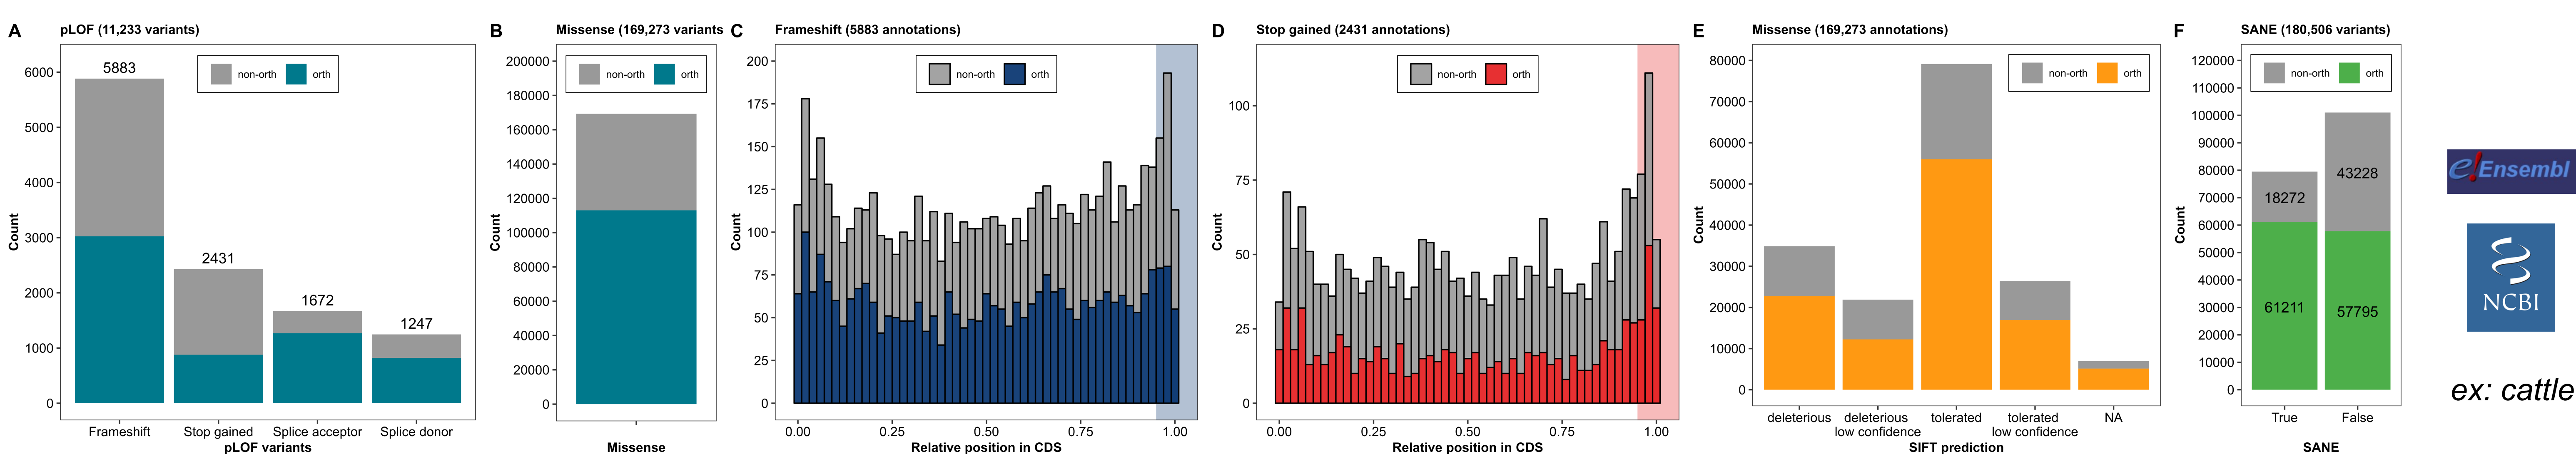 A
pLOF (11,233 variants)
non-orth
orth
5883
2431
1672
1247
6000
5000
4000
3000
2000
1000
0
Count
Frameshift
Stop gained
Splice acceptor
Splice donor
pLOF variants
B
Missense (169,273 variants
non-orth
orth
200000
180000
160000
140000
120000
100000
80000
60000
40000
20000
0
Count
Missense
C
Frameshift (5883 annotations)
non-orth
orth
200
175
150
125
100
75
50
25
0
Count
0.00
0.25
0.50
0.75
1.00
Relative position in CDS
D
Stop gained (2431 annotations)
non-orth
orth
100
75
50
25
0
Count
0.00
0.25
0.50
0.75
1.00
Relative position in CDS
E
Missense (169,273 annotations)
non-orth
orth
80000
70000
60000
50000
40000
30000
20000
10000
0
Count
deleterious
deleterious
low confidence
tolerated
tolerated
low confidence
NA
SIFT prediction
F
SANE (180,506 variants)
non-orth
orth
120000
110000
100000
90000
80000
70000
60000
50000
40000
30000
20000
10000
0
Count
18272
61211
43228
57795
True
False
SANE
e!Ensembl
NCBI
ex: cattle